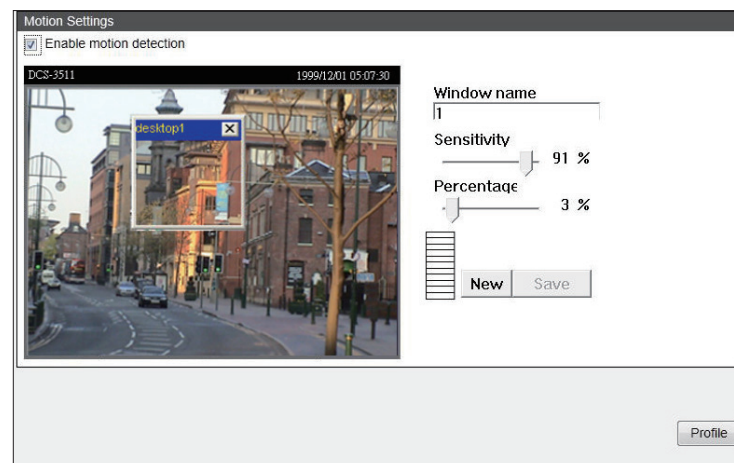 Motion Settings
Enable motion detection
DCS-3511 1999/12/01 05:07:30
desktop1
Window name
1
Sensitivity
91 %
Percentage
3 %
New Save
Profile